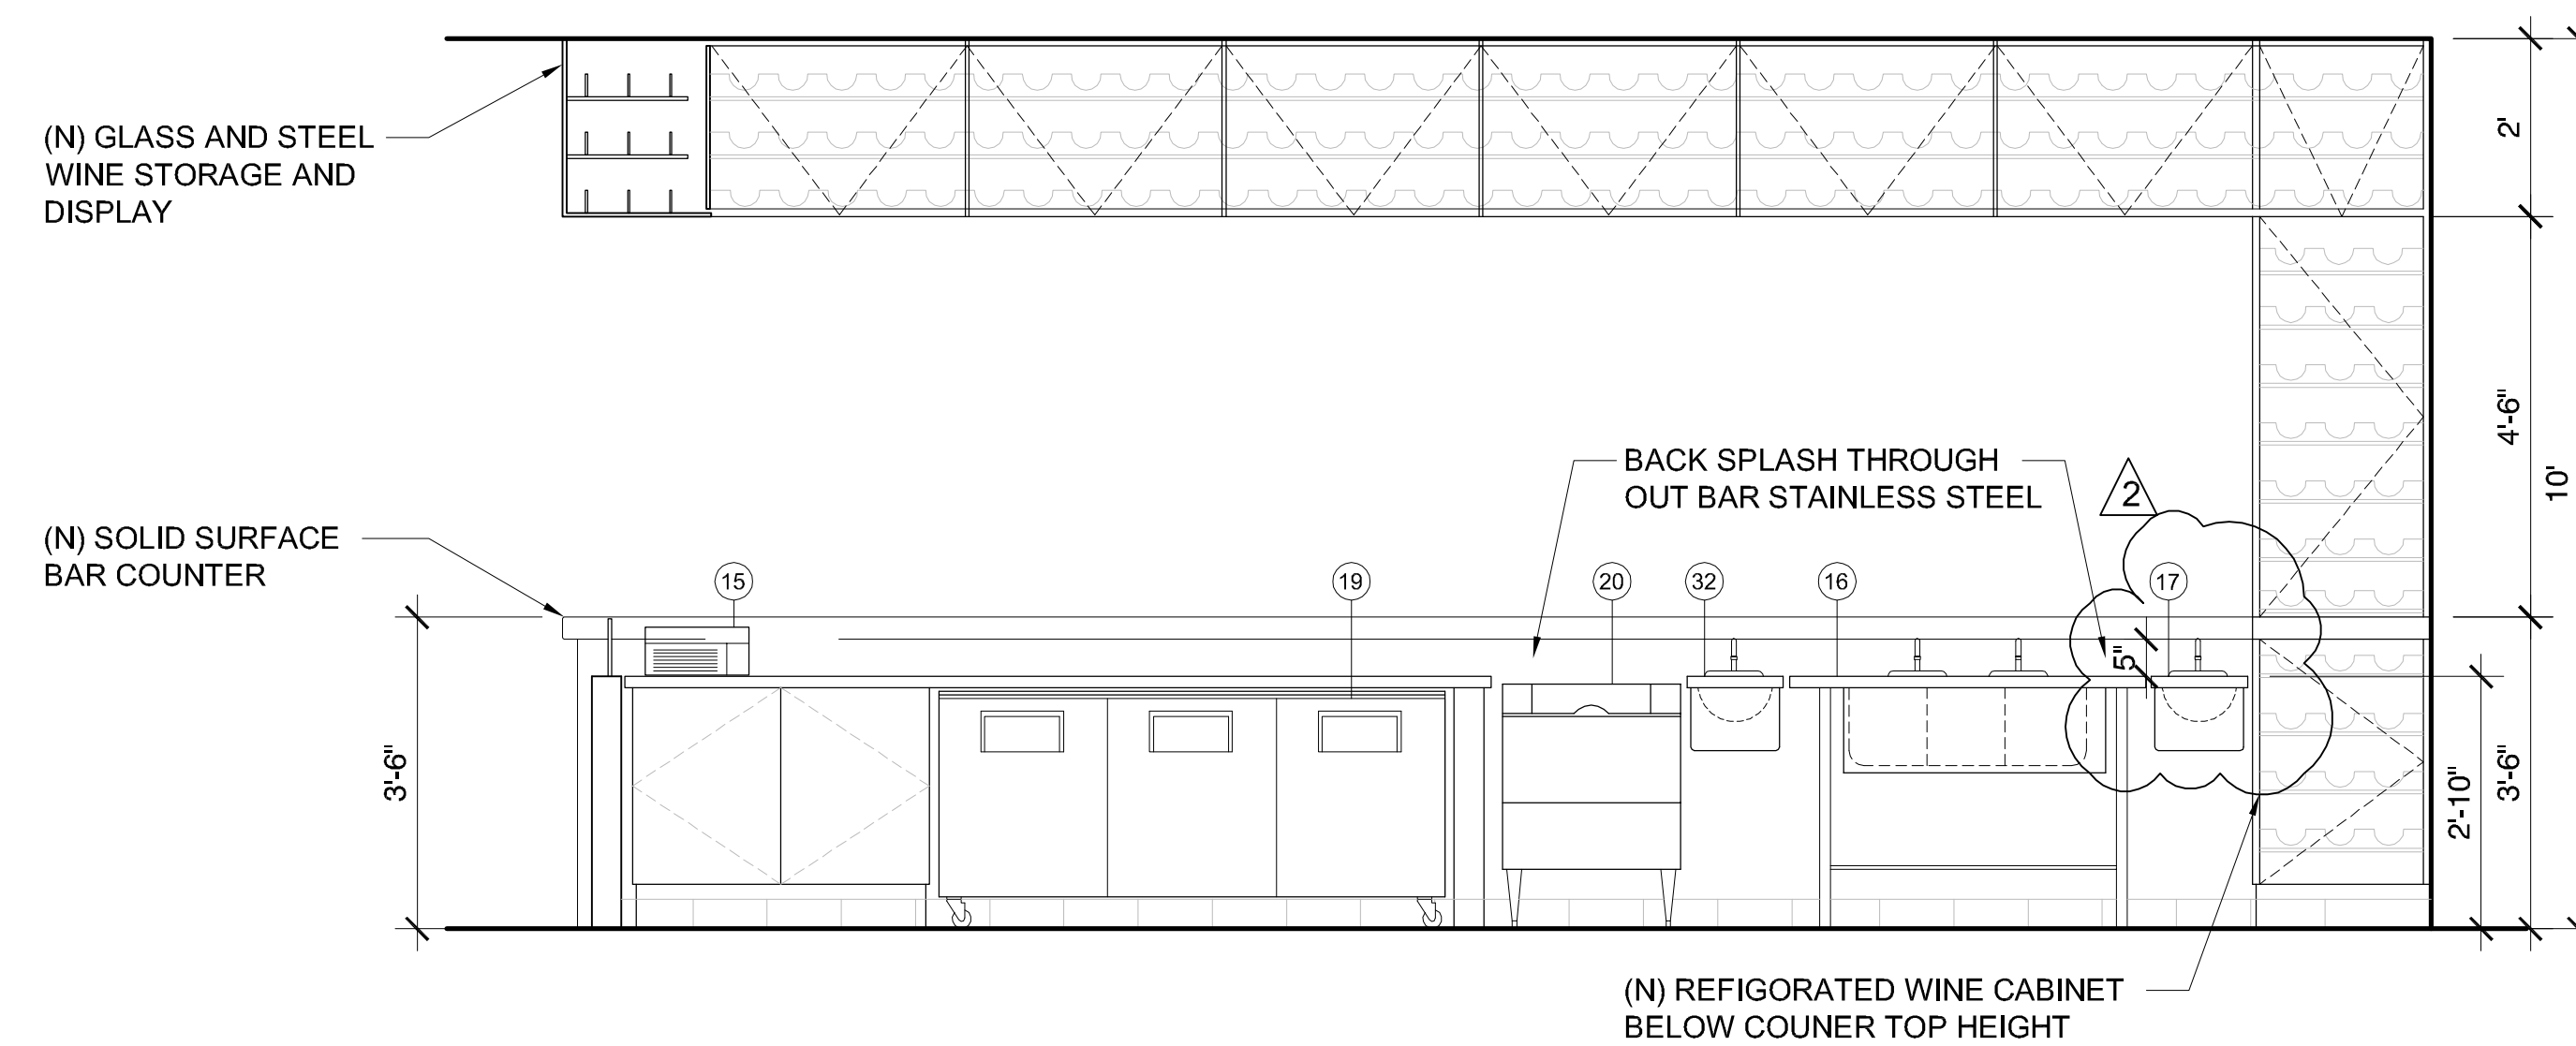 (N) GLASS AND STEEL
WINE STORAGE AND
DISPLAY
2'
4'-6"
10'
BACK SPLASH THROUGH
OUT BAR STAINLESS STEEL
2
(N) SOLID SURFACE
BAR COUNTER
15
19
20
32
16
17
5"
3'-6"
2'-10"
3'-6"
(N) REFIGORATED WINE CABINET
BELOW COUNER TOP HEIGHT